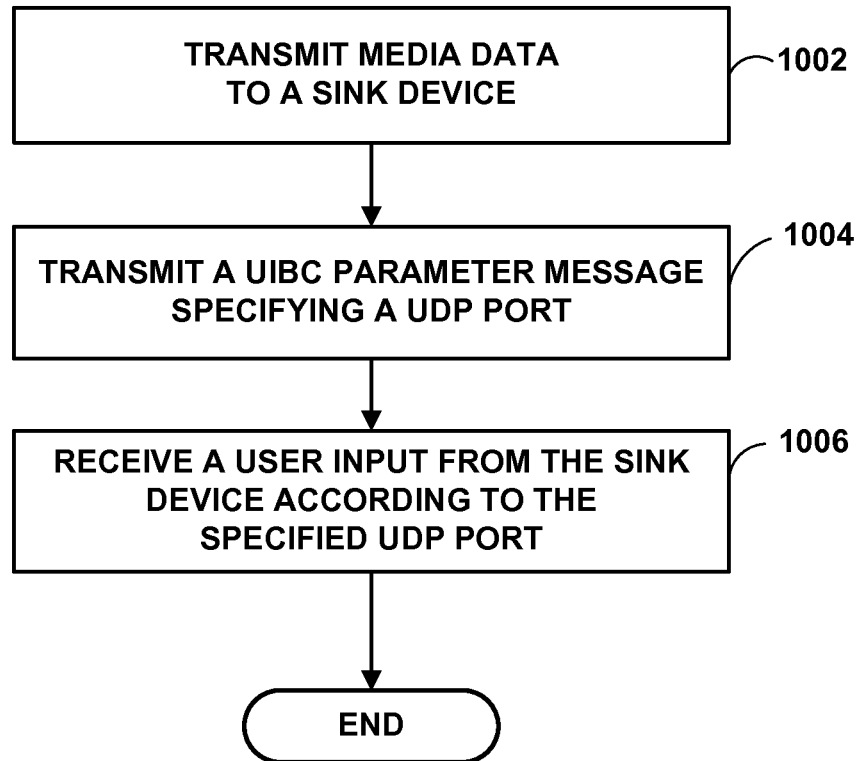 TRANSMIT MEDIA DATA
TO A SINK DEVICE
1002
TRANSMIT A UIBC PARAMETER MESSAGE
SPECIFYING A UDP PORT
1004
RECEIVE A USER INPUT FROM THE SINK
DEVICE ACCORDING TO THE
SPECIFIED UDP PORT
1006
END